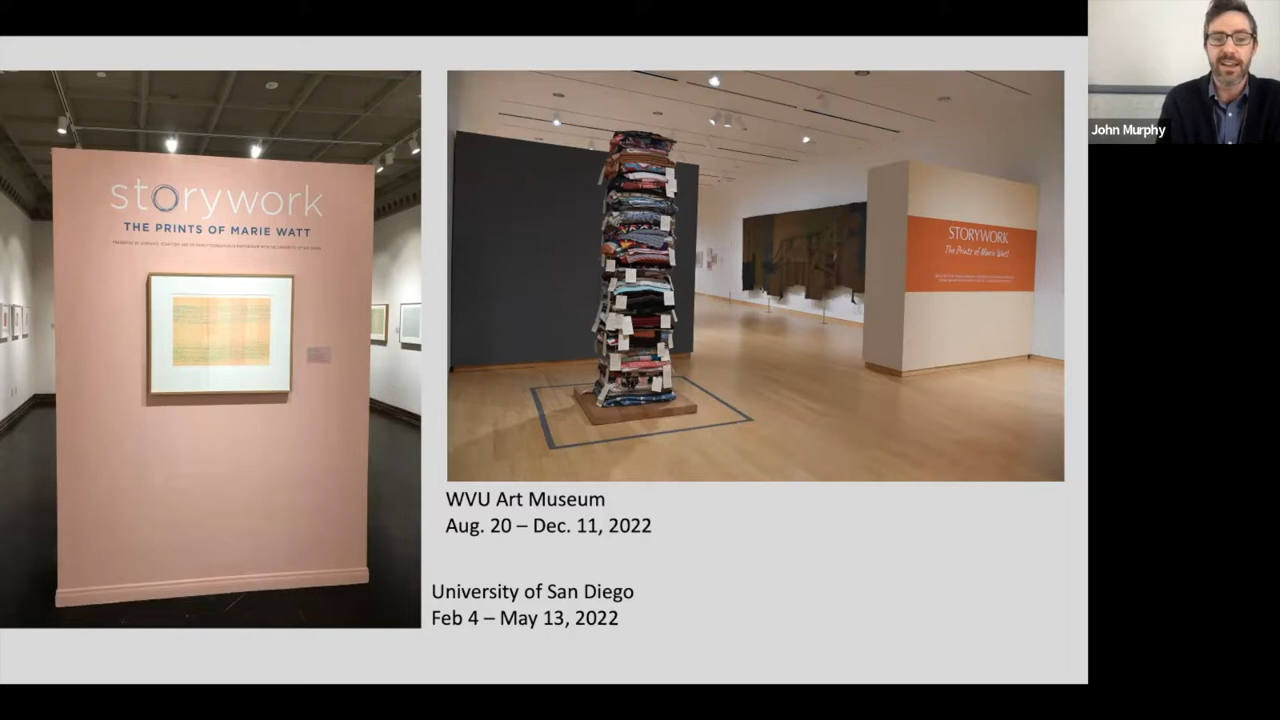 storywork
THE PRINTS OF MARIE WATT
STORYWORK
The Prints of Marie Watt
WVU Art Museum
Aug. 20 – Dec. 11, 2022
University of San Diego
Feb 4 – May 13, 2022
John Murphy